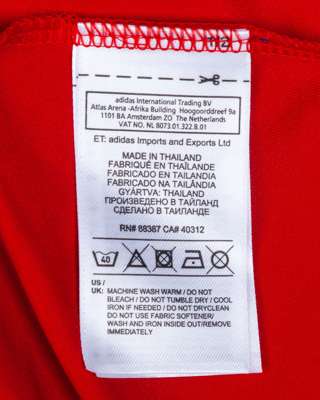 adidas International Trading BV
Atlas Arena -Afrika Building Hoogoorddreef 9a
1101 BA Amsterdam ZO The Netherlands
VAT NO. NL 8073.01.322.B.01
ET: adidas Imports and Exports Ltd
MADE IN THAILAND
FABRIQUÉ EN THAÏLANDE
FABRICADO EN TAILANDIA
FABRICADO NA TAILÂNDIA
GYÁRTVA: THAILAND
ПРОИЗВЕДЕНО В ТАЙЛАНД
СДЕЛАНО В ТАИЛАНДЕ
RN# 88387 CA# 40312
40
US /
UK: MACHINE WASH WARM / DO NOT
BLEACH / DO NOT TUMBLE DRY / COOL
IRON IF NEEDED / DO NOT DRYCLEAN
DO NOT USE FABRIC SOFTENER/
WASH AND IRON INSIDE OUT/REMOVE
IMMEDIATELY